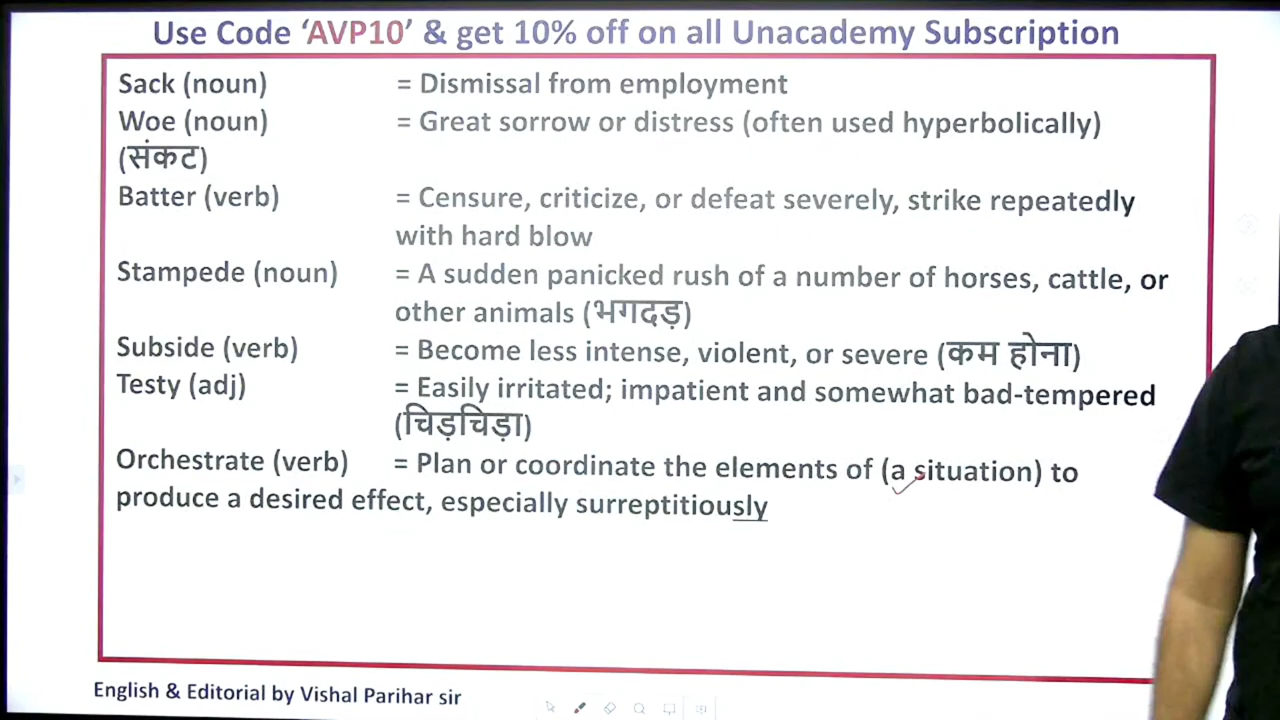 Use Code ‘AVP10’ & get 10% off on all Unacademy Subscription
Sack (noun) = Dismissal from employment
Woe (noun) = Great sorrow or distress (often used hyperbolically)
(संकट)
Batter (verb) = Censure, criticize, or defeat severely, strike repeatedly
with hard blow
Stampede (noun) = A sudden panicked rush of a number of horses, cattle, or
other animals (भगदड़)
Subside (verb) = Become less intense, violent, or severe (कम होना)
Testy (adj) = Easily irritated; impatient and somewhat bad-tempered
(चिड़चिड़ा)
Orchestrate (verb) = Plan or coordinate the elements of (a situation) to
produce a desired effect, especially surreptitiously
English & Editorial by Vishal Parihar sir